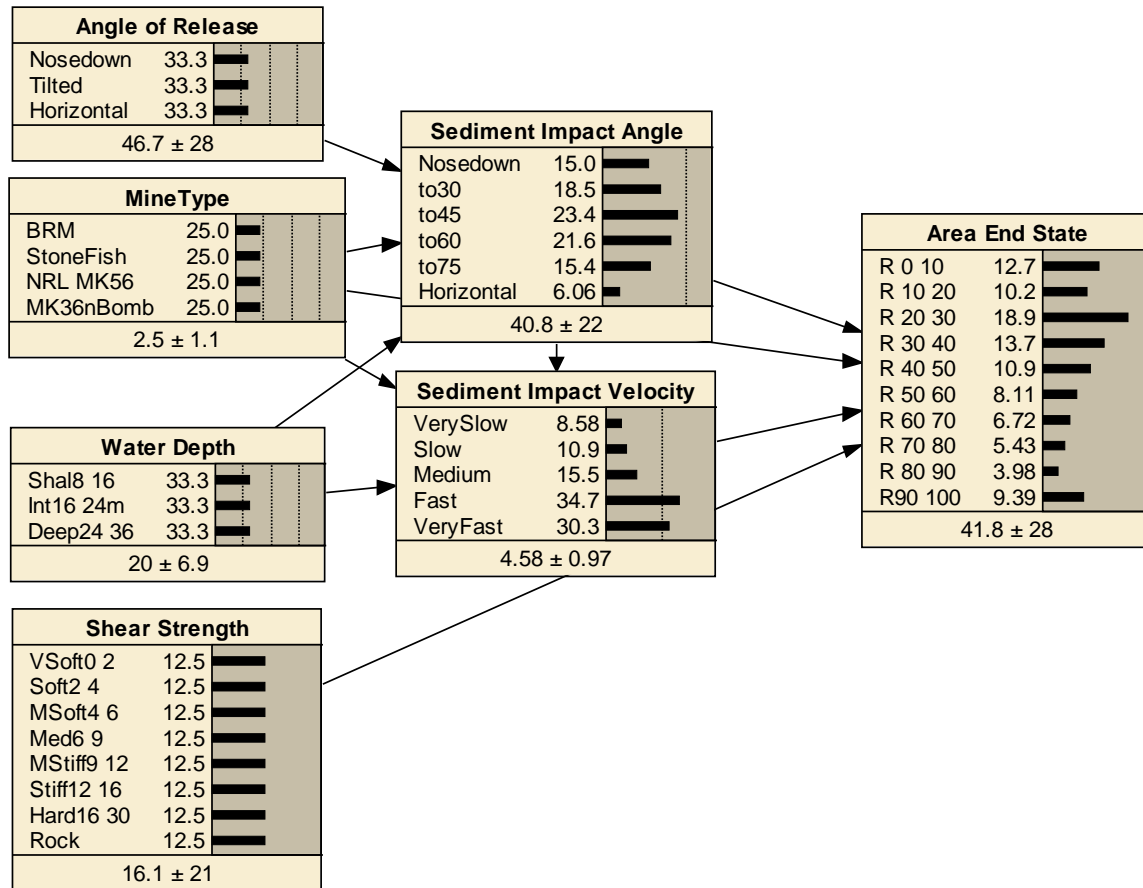 Angle of Release
Nosedown 33.3
Tilted 33.3
Horizontal 33.3
46.7 ± 28
MineType
BRM 25.0
StoneFish 25.0
NRL MK56 25.0
MK36nBomb 25.0
2.5 ± 1.1
Water Depth
Shal8 16 33.3
Int16 24m 33.3
Deep24 36 33.3
20 ± 6.9
Shear Strength
VSoft0 2 12.5
Soft2 4 12.5
MSoft4 6 12.5
Med6 9 12.5
MStiff9 12 12.5
Stiff12 16 12.5
Hard16 30 12.5
Rock 12.5
16.1 ± 21
Sediment Impact Angle
Nosedown 15.0
to30 18.5
to45 23.4
to60 21.6
to75 15.4
Horizontal 6.06
40.8 ± 22
Sediment Impact Velocity
VerySlow 8.58
Slow 10.9
Medium 15.5
Fast 34.7
VeryFast 30.3
4.58 ± 0.97
Area End State
R 0 10 12.7
R 10 20 10.2
R 20 30 18.9
R 30 40 13.7
R 40 50 10.9
R 50 60 8.11
R 60 70 6.72
R 70 80 5.43
R 80 90 3.98
R90 100 9.39
41.8 ± 28